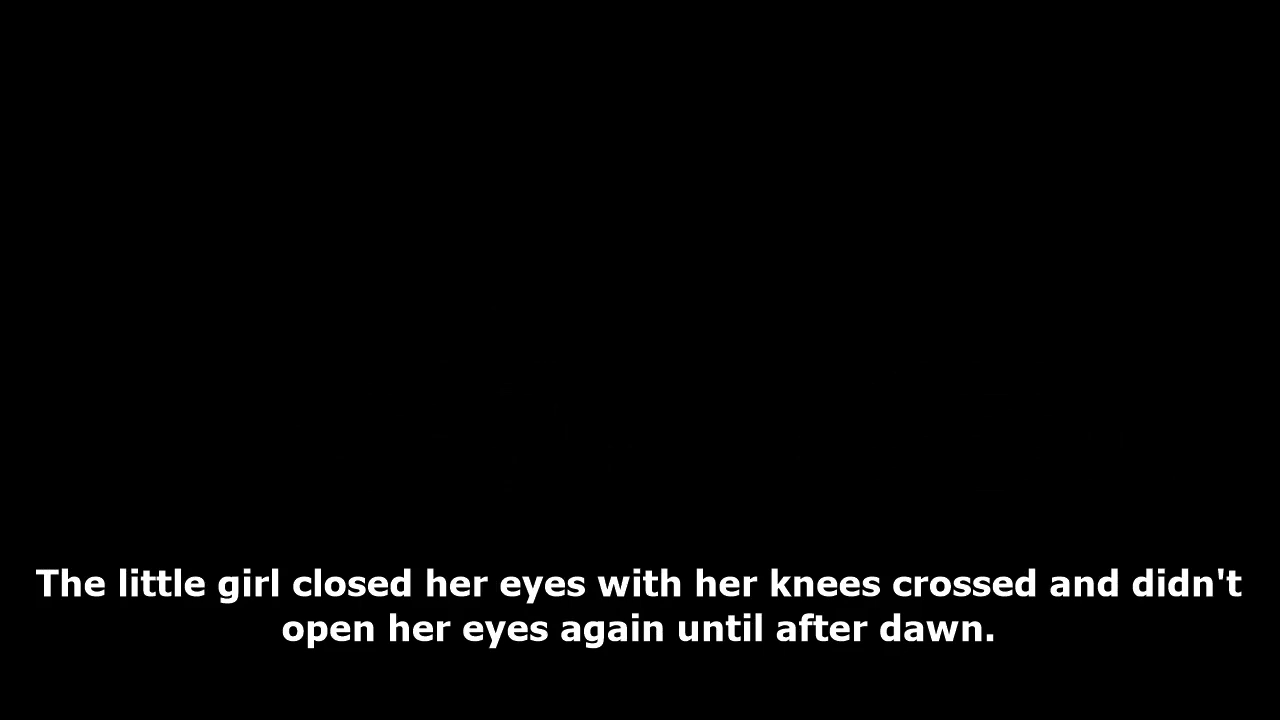 The little girl closed her eyes with her knees crossed and didn't
open her eyes again until after dawn.